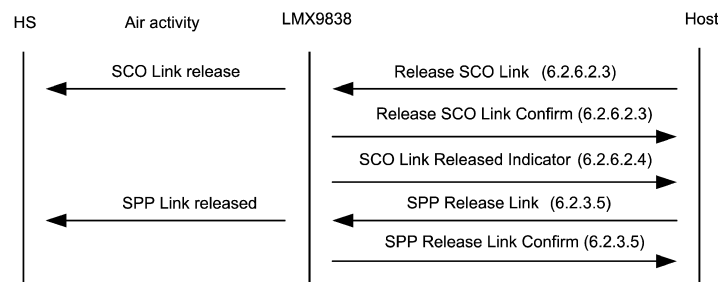 HS Air activity LMX9838 Host
SCO Link release Release SCO Link (6.2.6.2.3)
Release SCO Link Confirm (6.2.6.2.3)
SCO Link Released Indicator (6.2.6.2.4)
SPP Link released SPP Release Link (6.2.3.5)
SPP Release Link Confirm (6.2.3.5)